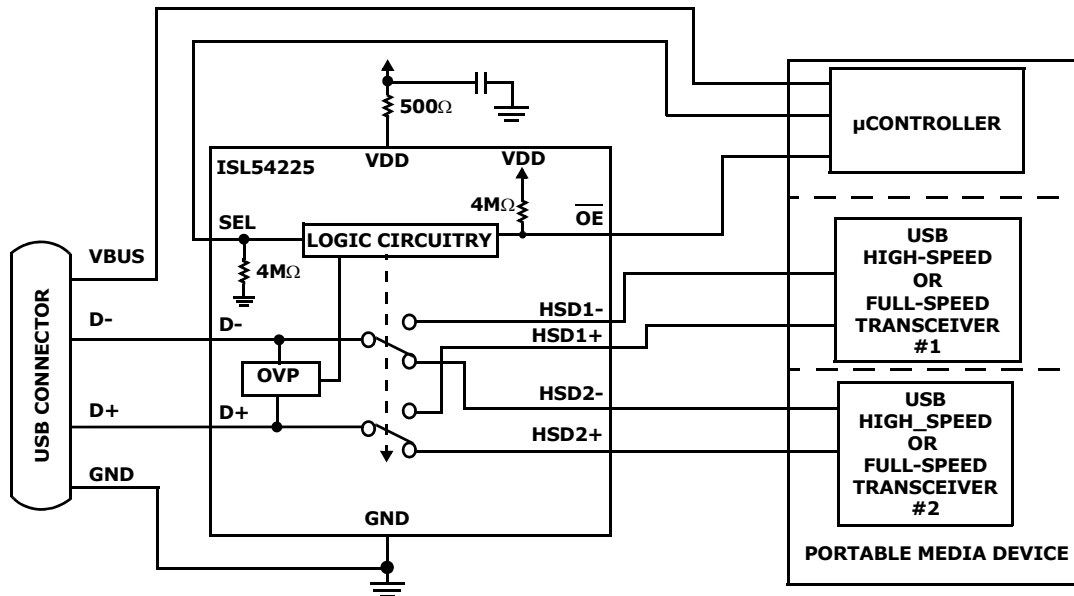 500Ω
µCONTROLLER
ISL54225
VDD
VDD
4MΩ
SEL
OE
LOGIC CIRCUITRY
USB
HIGH-SPEED
OR
FULL-SPEED
TRANSCEIVER
#1
VBUS
4MΩ
USB CONNECTOR
D-
D-
HSD1-
HSD1+
OVP
HSD2-
USB
HIGH_SPEED
OR
FULL-SPEED
TRANSCEIVER
#2
D+
D+
HSD2+
GND
GND
PORTABLE MEDIA DEVICE